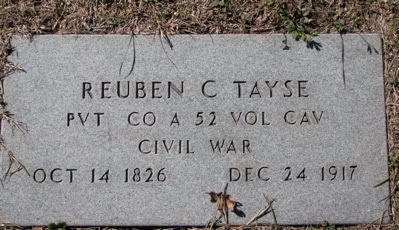 REUBEN C TAYSE
PVT CO A 52 VOL CAV
CIVIL WAR
OCT 14 1826 DEC 24 1917